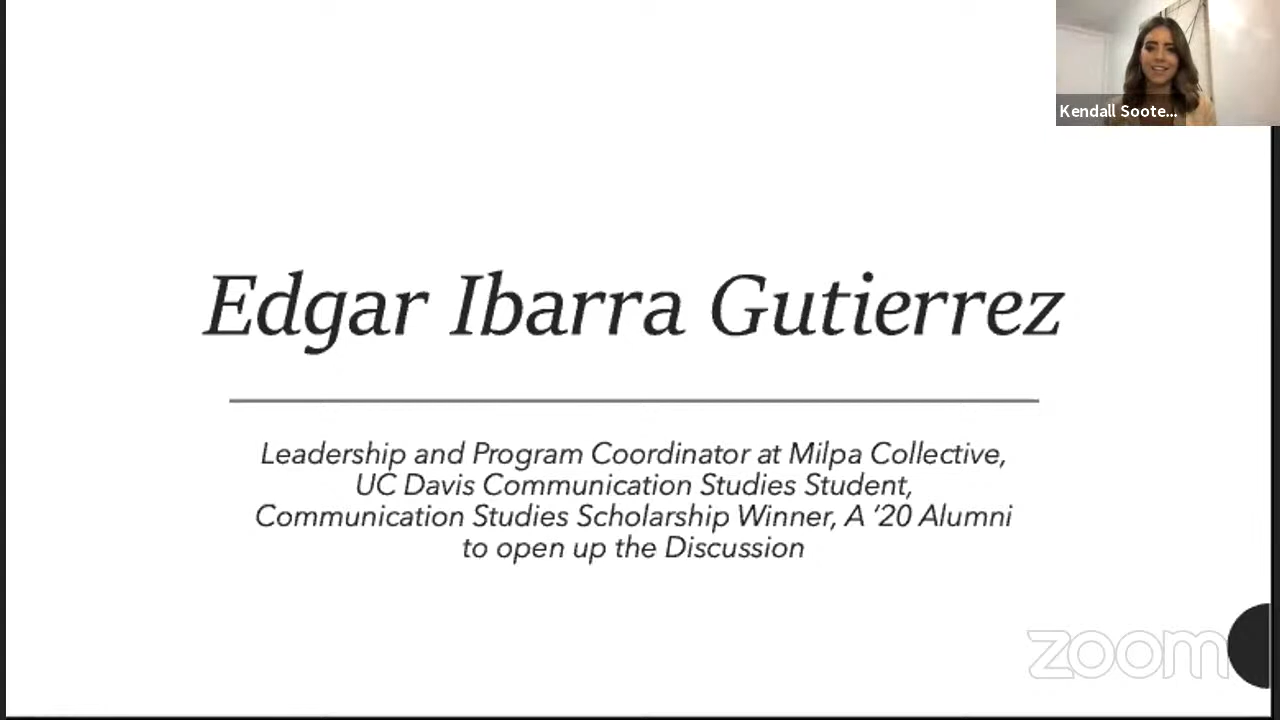 Kendall Soote...
Edgar Ibarra Gutierrez
Leadership and Program Coordinator at Milpa Collective,
UC Davis Communication Studies Student,
Communication Studies Scholarship Winner, A ‘20 Alumni
to open up the Discussion
zoom